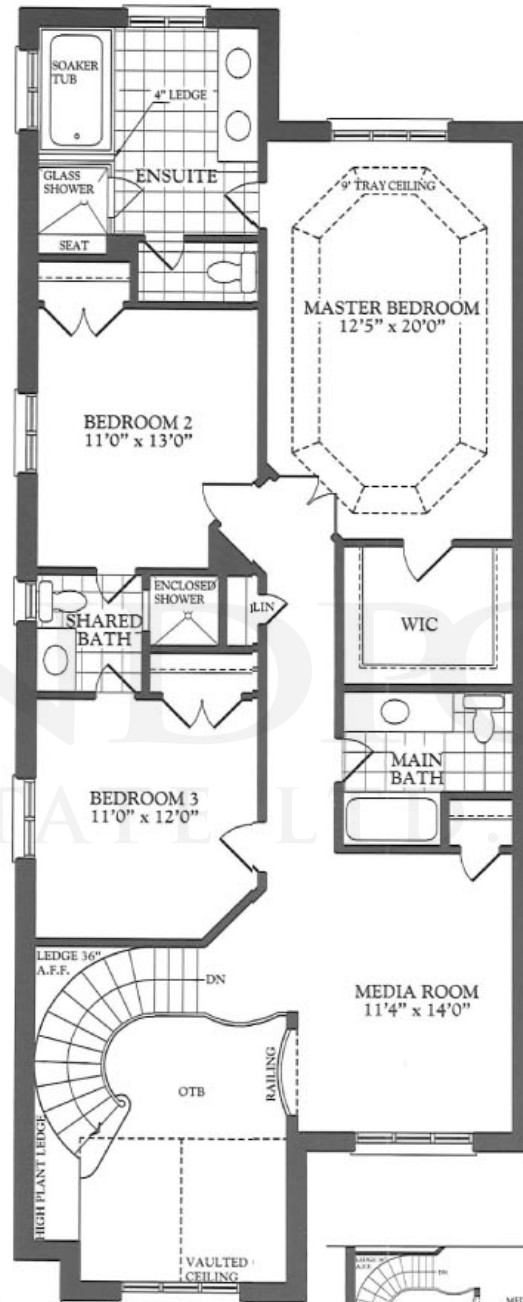 SOAKER
TUB
4" LEDGE
GLASS
SHOWER
ENSUITE
SEAT
9' TRAY CEILING
MASTER BEDROOM
12'5" x 20'0"
BEDROOM 2
11'0" x 13'0"
ENCLOSED
SHOWER
SHARED
BATH
LIN
WIC
MAIN
BATH
BEDROOM 3
11'0" x 12'0"
LEDGE 36"
A.F.F.
DN
MEDIA ROOM
11'4" x 14'0"
RAILING
OTB
HIGH PLANT LEDGE
VAULTED
CEILING
DN